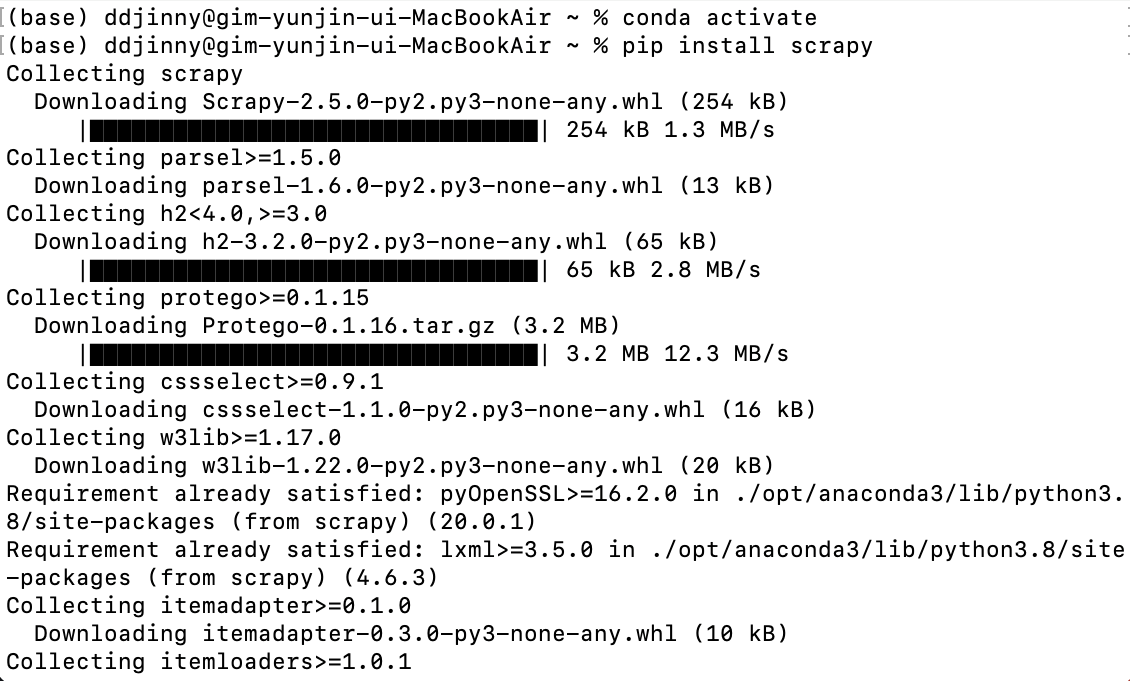 [(base) ddjinny@gim-yunjin-ui-MacBookAir ~ % conda activate
[(base) ddjinny@gim-yunjin-ui-MacBookAir ~ % pip install scrapy
Collecting scrapy
  Downloading Scrapy-2.5.0-py2.py3-none-any.whl (254 kB)
     |████████████████████████████████| 254 kB 1.3 MB/s
Collecting parsel>=1.5.0
  Downloading parsel-1.6.0-py2.py3-none-any.whl (13 kB)
Collecting h2<4.0,>=3.0
  Downloading h2-3.2.0-py2.py3-none-any.whl (65 kB)
     |████████████████████████████████| 65 kB 2.8 MB/s
Collecting protego>=0.1.15
  Downloading Protego-0.1.16.tar.gz (3.2 MB)
     |████████████████████████████████| 3.2 MB 12.3 MB/s
Collecting cssselect>=0.9.1
  Downloading cssselect-1.1.0-py2.py3-none-any.whl (16 kB)
Collecting w3lib>=1.17.0
  Downloading w3lib-1.22.0-py2.py3-none-any.whl (20 kB)
Requirement already satisfied: pyOpenSSL>=16.2.0 in ./opt/anaconda3/lib/python3.
8/site-packages (from scrapy) (20.0.1)
Requirement already satisfied: lxml>=3.5.0 in ./opt/anaconda3/lib/python3.8/site
-packages (from scrapy) (4.6.3)
Collecting itemadapter>=0.1.0
  Downloading itemadapter-0.3.0-py3-none-any.whl (10 kB)
Collecting itemloaders>=1.0.1